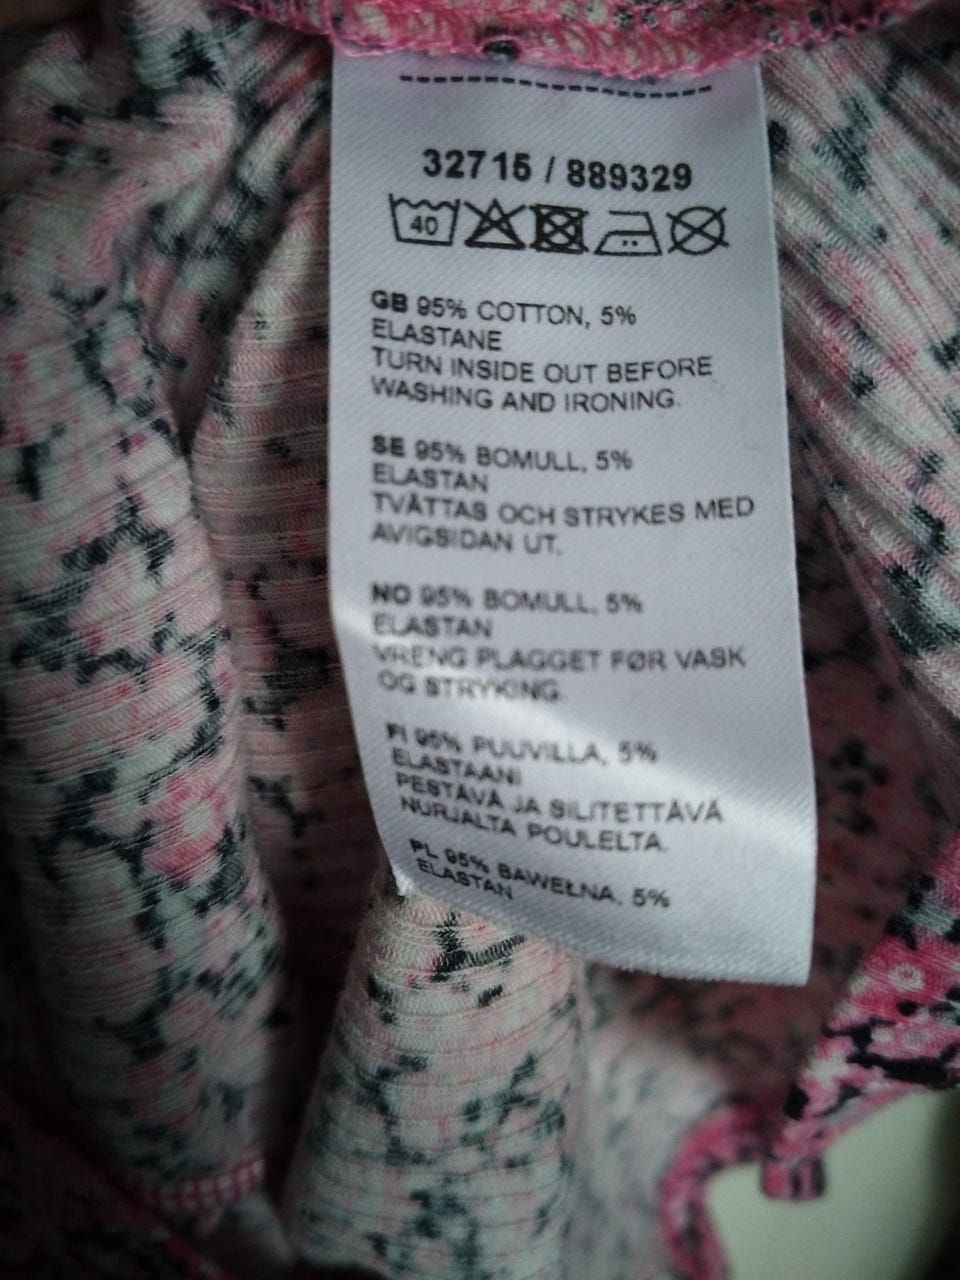 32715 / 889329
40
GB 95% COTTON, 5%
ELASTANE
TURN INSIDE OUT BEFORE
WASHING AND IRONING.
SE 95% BOMULL, 5%
ELASTAN
TVÄTTAS OCH STRYKES MED
AVIGSIDAN UT.
NO 95% BOMULL, 5%
ELASTAN
VRENG PLAGGET FØR VASK
OG STRYKING.
FI 95% PUUVILLA, 5%
ELASTAANI
PESTÄVÄ JA SILITETTÄVÄ
NURJALTA POULELTA.
PL 95% BAWEŁNA, 5%
ELASTAN